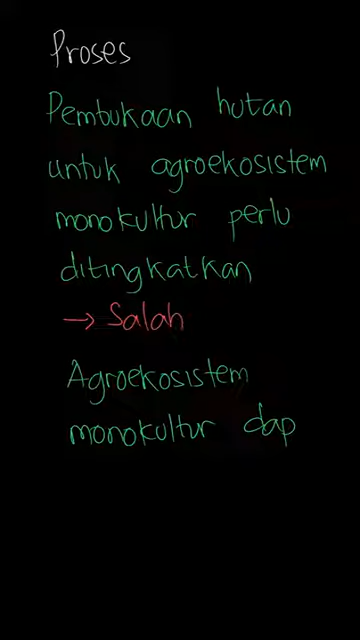 Proses
Pembukaan hutan
untuk agroekosistem
monokultur perlu
ditingkatkan
→ Salah
Agroekosistem
monokultur dap